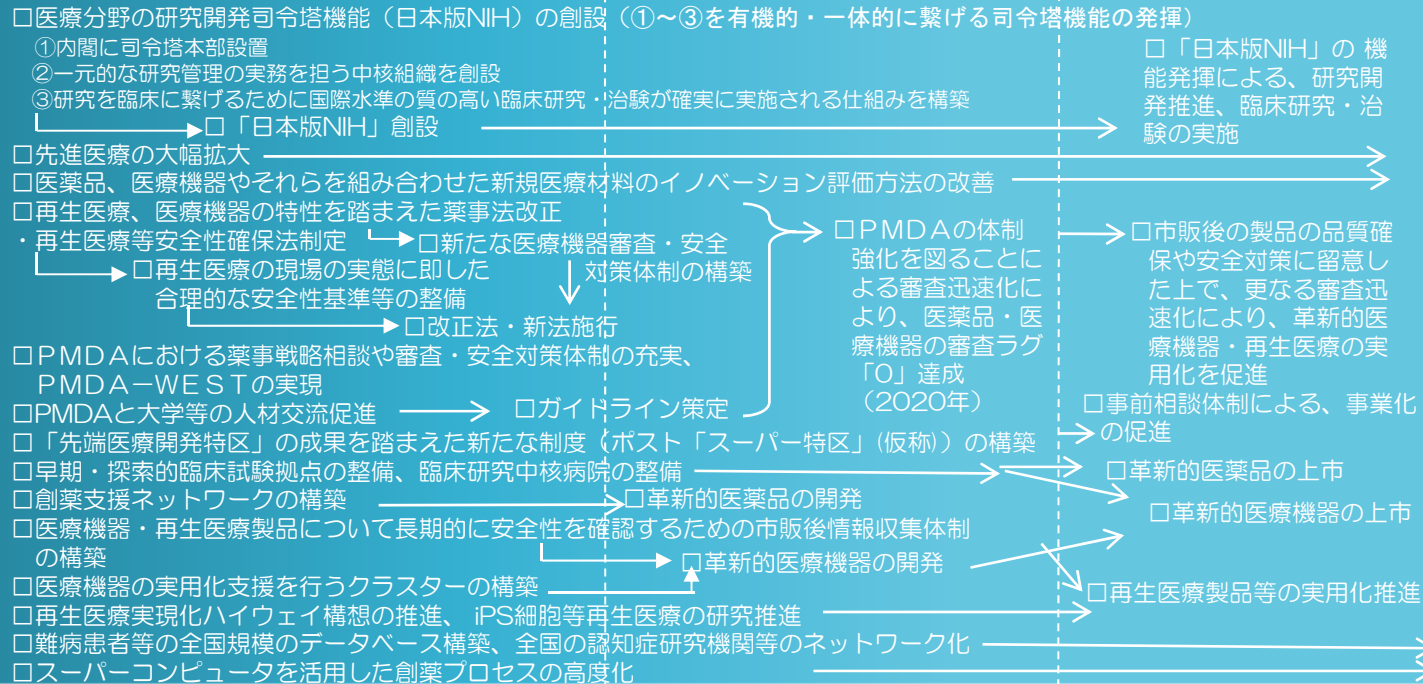 □医療分野の研究開発司令塔機能（日本版NIH）の創設（①～③を有機的・一体的に繋げる司令塔機能の発揮）
①内閣に司令塔本部設置
②一元的な研究管理の実務を担う中核組織を創設
③研究を臨床に繋げるために国際水準の質の高い臨床研究・治験が確実に実施される仕組みを構築
□「日本版NIH」創設
□「日本版NIH」の 機
能発揮による、研究開
発推進、臨床研究・治
験の実施
□先進医療の大幅拡大
□医薬品、医療機器やそれらを組み合わせた新規医療材料のイノベーション評価方法の改善
□再生医療、医療機器の特性を踏まえた薬事法改正
・再生医療等安全性確保法制定
□新たな医療機器審査・安全
対策体制の構築
□再生医療の現場の実態に即した
合理的な安全性基準等の整備
□改正法・新法施行
□ＰＭＤＡの体制
強化を図ることに
よる審査迅速化に
より、医薬品・医
療機器の審査ラグ
「0」達成
（2020年）
□市販後の製品の品質確
保や安全対策に留意し
た上で、更なる審査迅
速化により、革新的医
療機器・再生医療の実
用化を促進
□ＰＭＤＡにおける薬事戦略相談や審査・安全対策体制の充実、
ＰＭＤＡ－ＷＥＳＴの実現
□PMDAと大学等の人材交流促進
□ガイドライン策定
□事前相談体制による、事業化
の促進
□「先端医療開発特区」の成果を踏まえた新たな制度（ポスト「スーパー特区」(仮称)）の構築
□早期・探索的臨床試験拠点の整備、臨床研究中核病院の整備
□革新的医薬品の上市
□創薬支援ネットワークの構築
□革新的医薬品の開発
□革新的医療機器の上市
□医療機器・再生医療製品について長期的に安全性を確認するための市販後情報収集体制
の構築
□革新的医療機器の開発
□医療機器の実用化支援を行うクラスターの構築
□再生医療製品等の実用化推進
□再生医療実現化ハイウェイ構想の推進、 iPS細胞等再生医療の研究推進
□難病患者等の全国規模のデータベース構築、全国の認知症研究機関等のネットワーク化
□スーパーコンピュータを活用した創薬プロセスの高度化